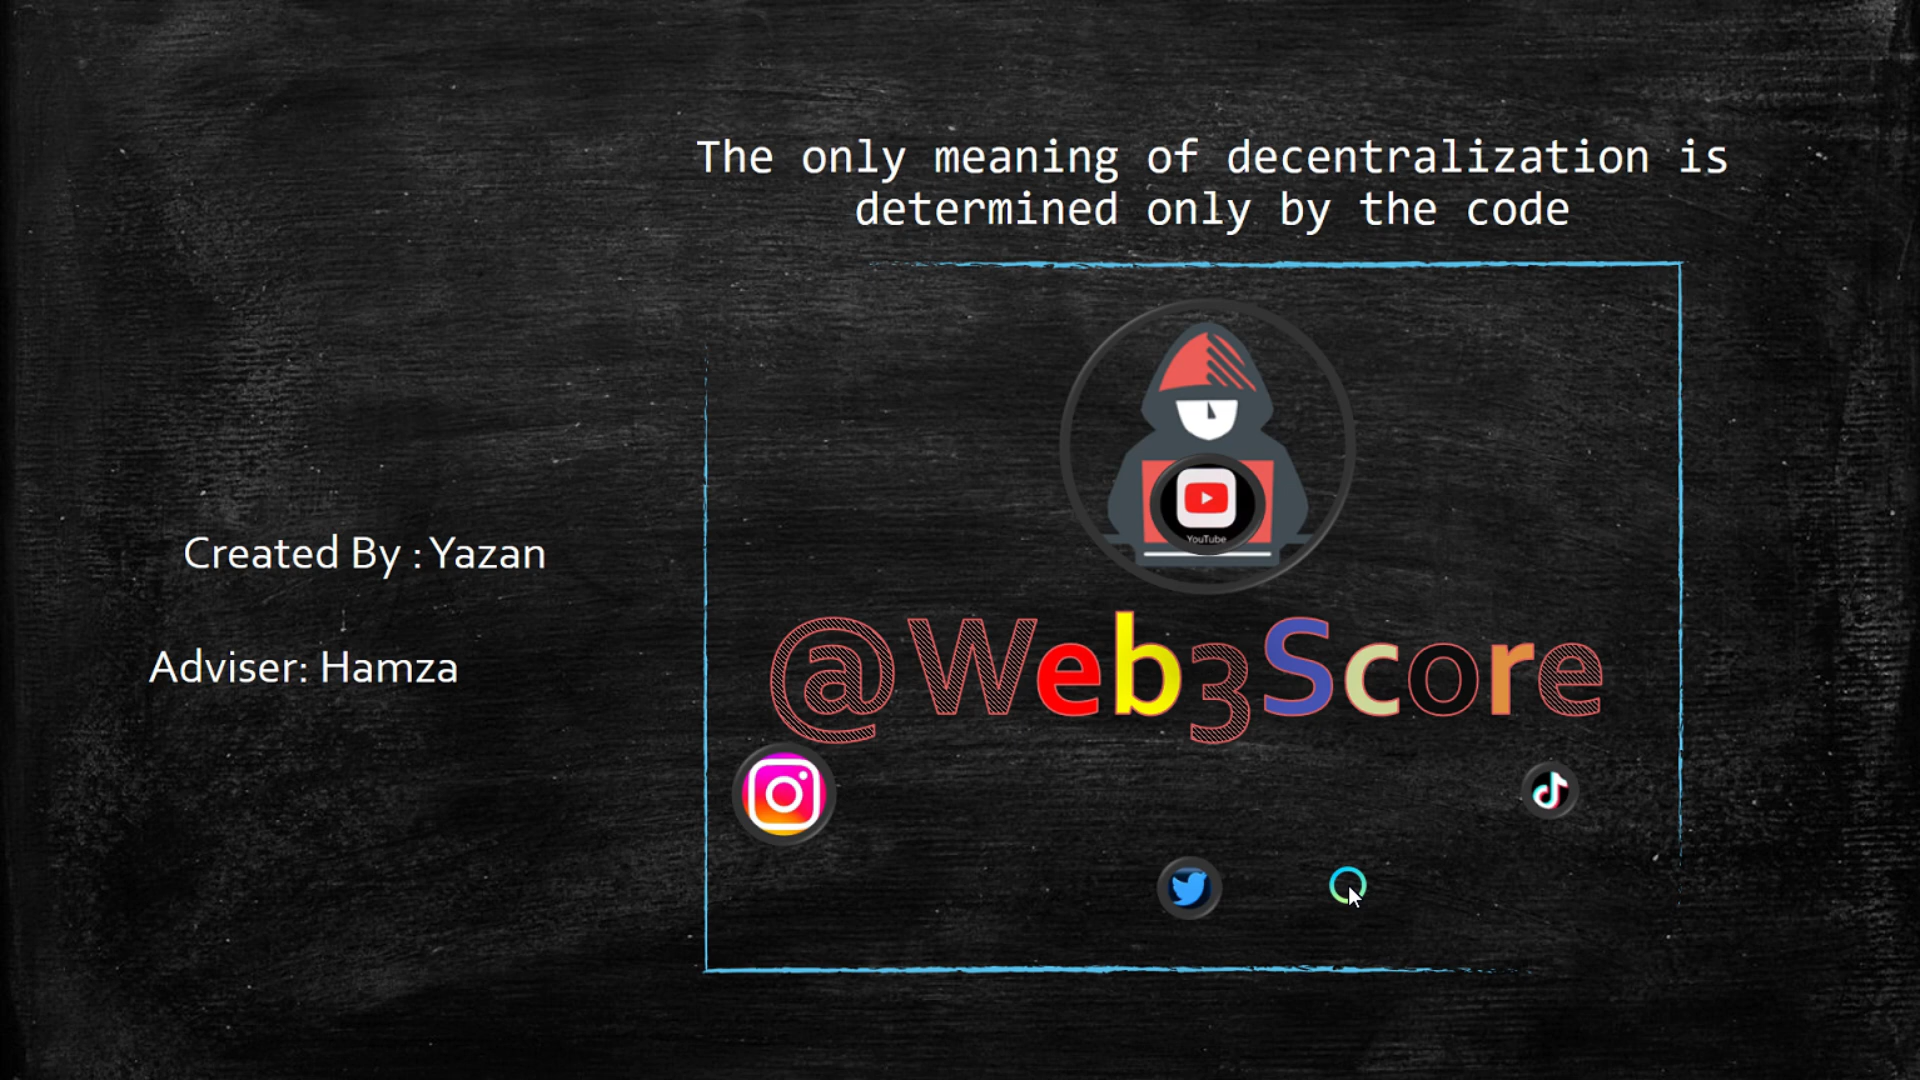 The only meaning of decentralization is
determined only by the code
YouTube
Created By : Yazan
Adviser: Hamza
@Web3Score